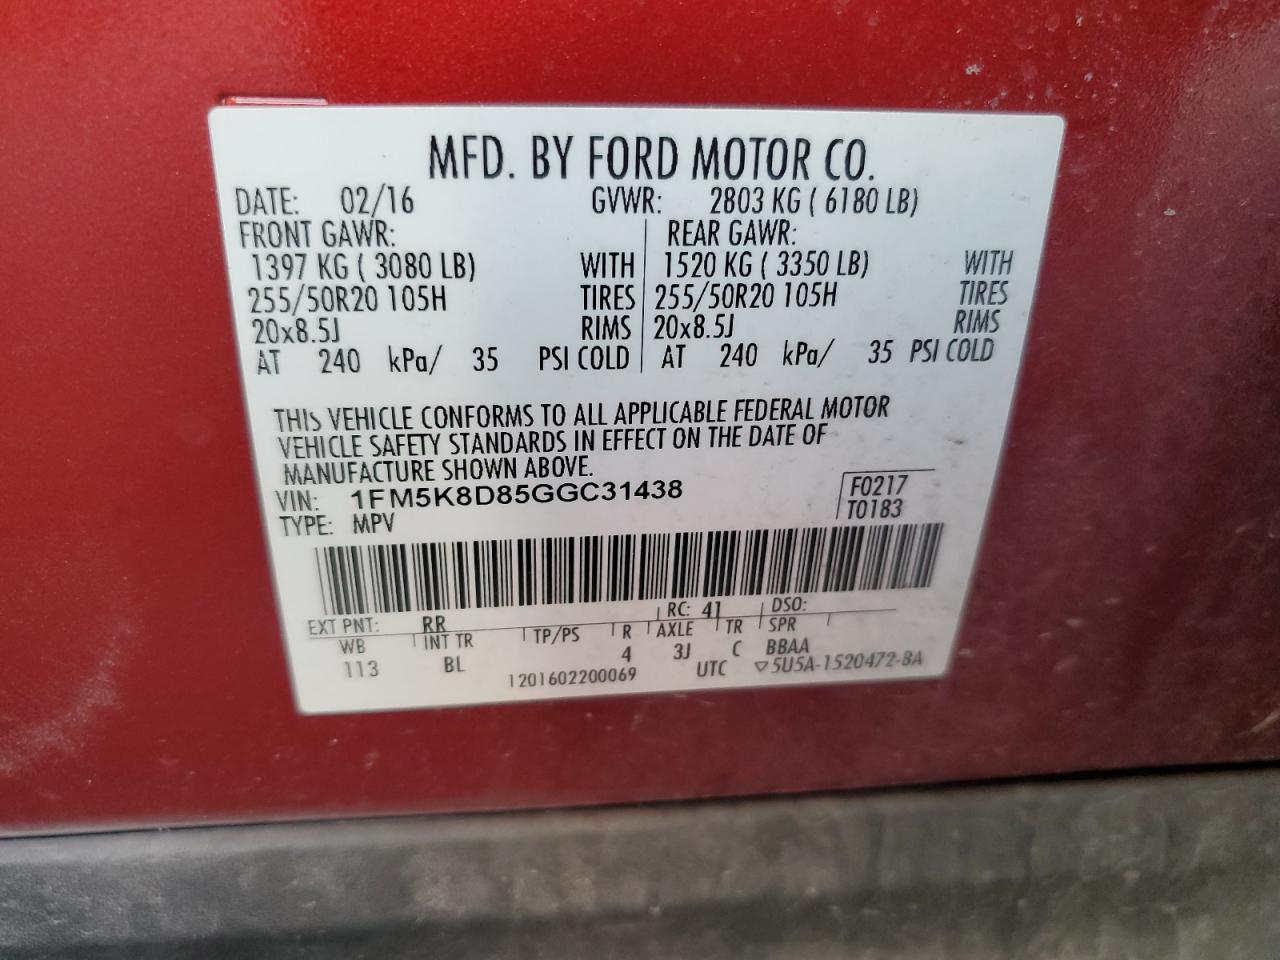 MFD. BY FORD MOTOR CO.
DATE: 02/16 GVWR: 2803 KG ( 6180 LB)
FRONT GAWR: REAR GAWR:
1397 KG ( 3080 LB) WITH 1520 KG ( 3350 LB) WITH
255/50R20 105H TIRES 255/50R20 105H TIRES
20x8.5J RIMS 20x8.5J RIMS
AT 240 kPa/ 35 PSI COLD AT 240 kPa/ 35 PSI COLD
THIS VEHICLE CONFORMS TO ALL APPLICABLE FEDERAL MOTOR
VEHICLE SAFETY STANDARDS IN EFFECT ON THE DATE OF
MANUFACTURE SHOWN ABOVE.
VIN: 1FM5K8D85GGC31438 F0217
TYPE: MPV T0183
EXT PNT: RR RC: 41 DSO:
WB INT TR TP/PS R AXLE TR SPR
113 BL 4 3J C BBAA
1201602200069 UTC ▽5U5A-1520472-BA